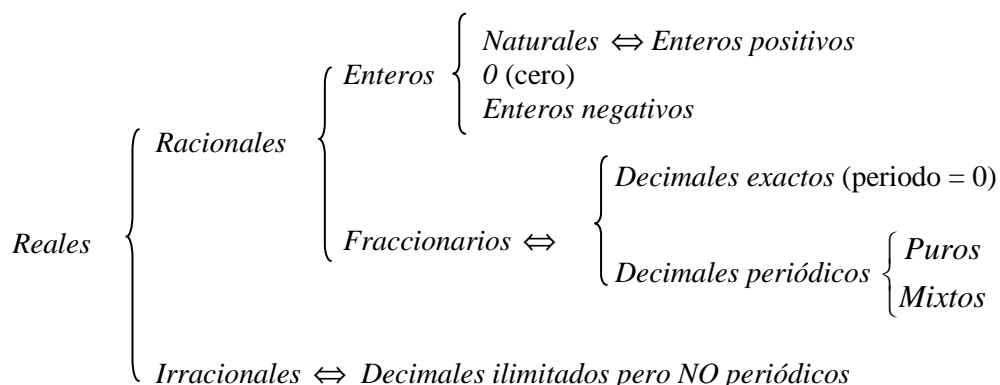 Naturales ⇔ Enteros positivos
Enteros
0 (cero)
Enteros negativos
Racionales
Decimales exactos (periodo = 0)
Reales
Fraccionarios ⇔
Puros
Decimales periódicos
Mixtos
Irracionales ⇔ Decimales ilimitados pero NO periódicos